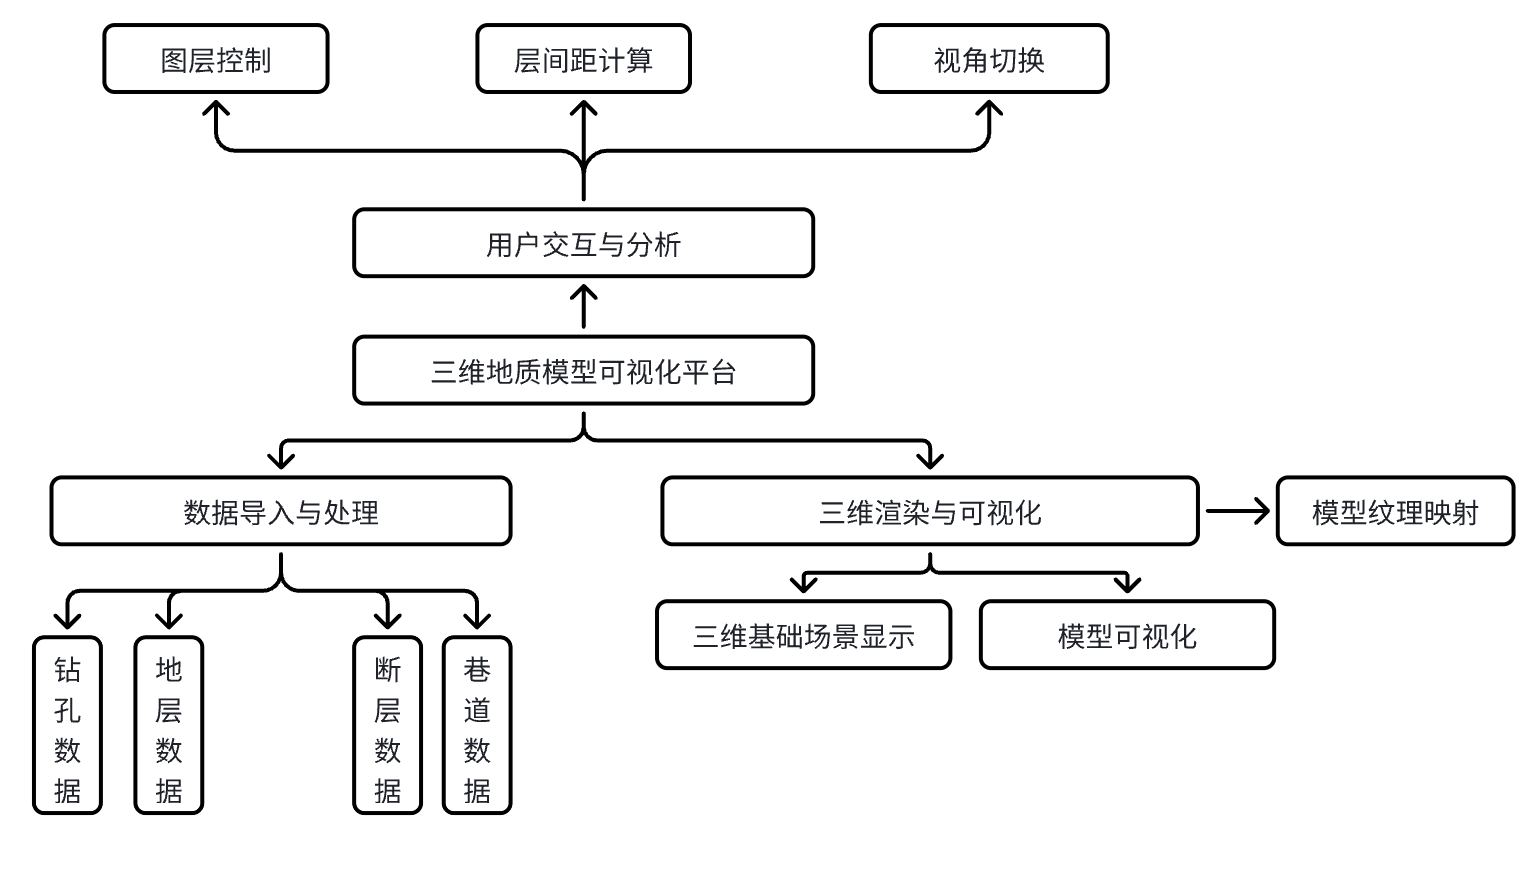 图层控制
层间距计算
视角切换
用户交互与分析
三维地质模型可视化平台
数据导入与处理
三维渲染与可视化
模型纹理映射
三维基础场景显示
模型可视化
钻孔数据
地层数据
断层数据
巷道数据